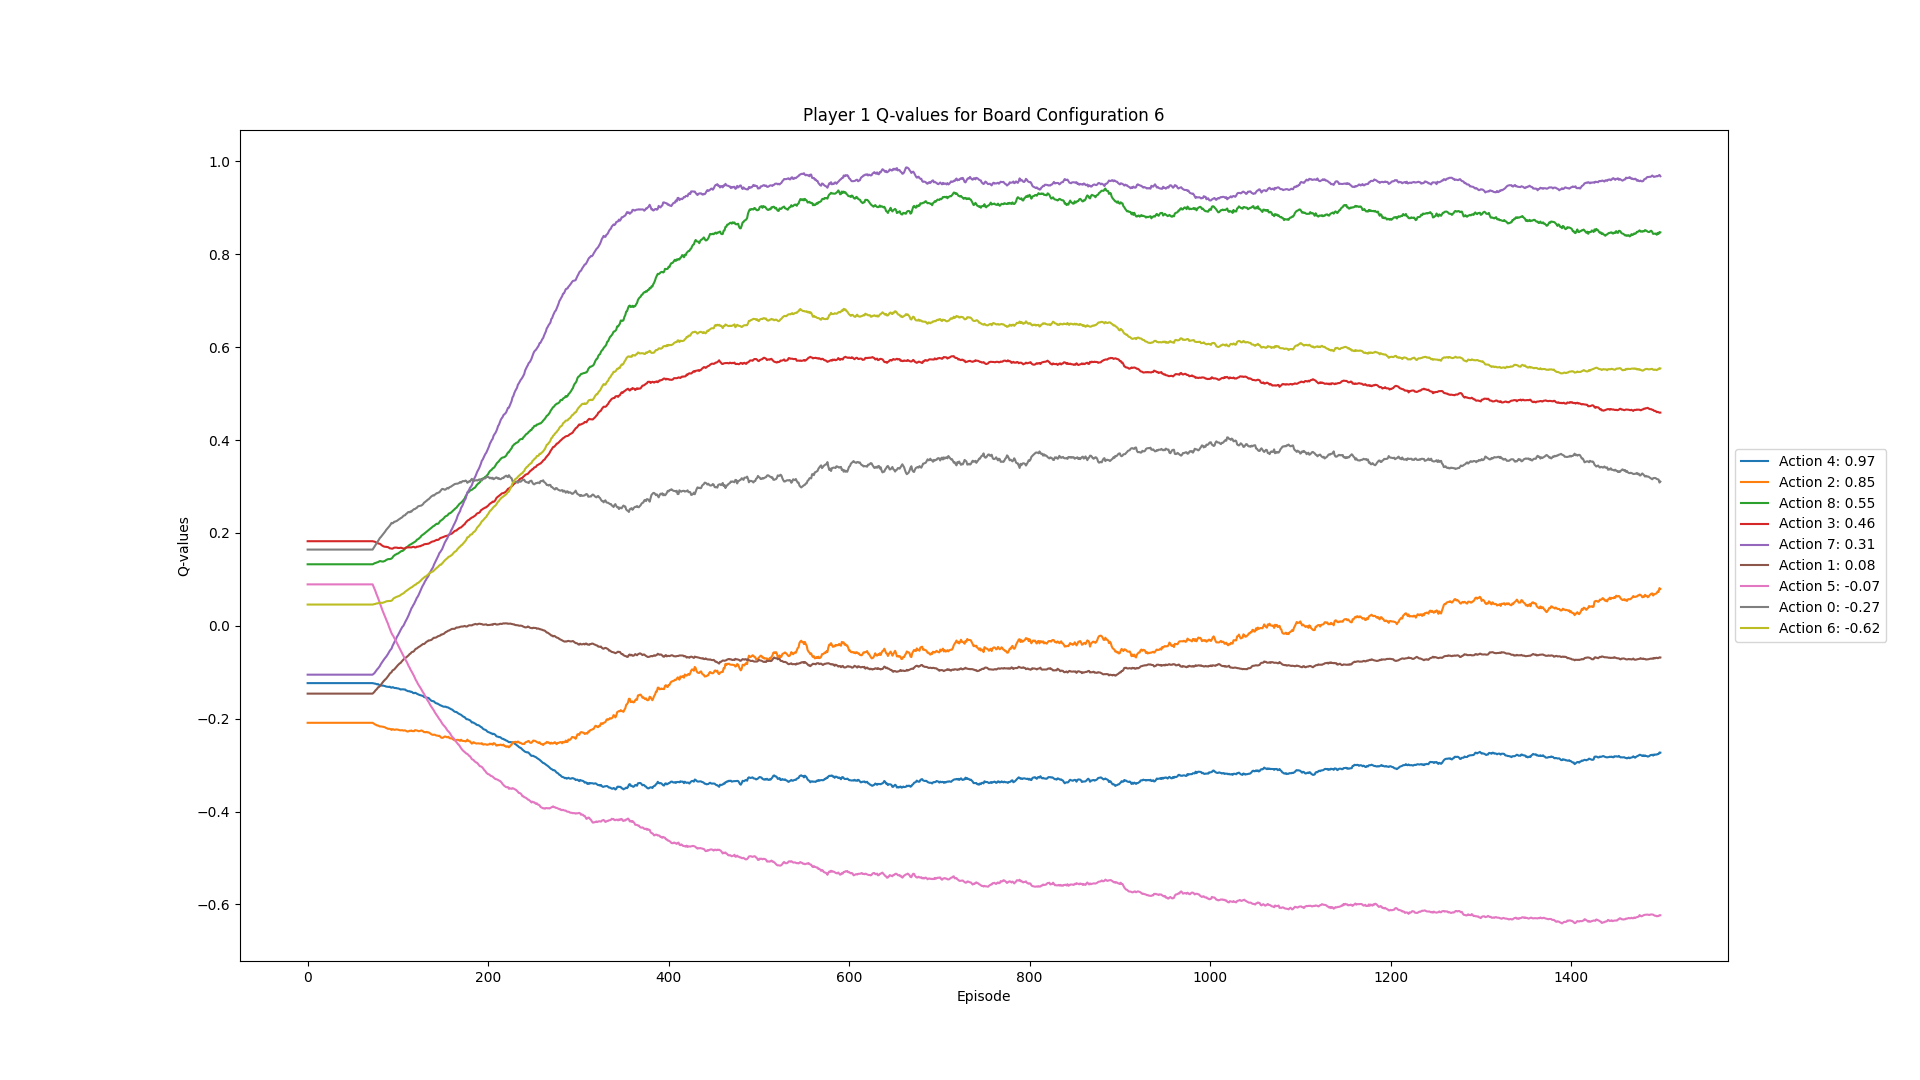 Player 1 Q-values for Board Configuration 6
1.0
0.8
0.6
0.4
0.2
0.0
−0.2
−0.4
−0.6
Q-values
0 200 400 600 800 1000 1200 1400
Episode
Action 4: 0.97
Action 2: 0.85
Action 8: 0.55
Action 3: 0.46
Action 7: 0.31
Action 1: 0.08
Action 5: -0.07
Action 0: -0.27
Action 6: -0.62